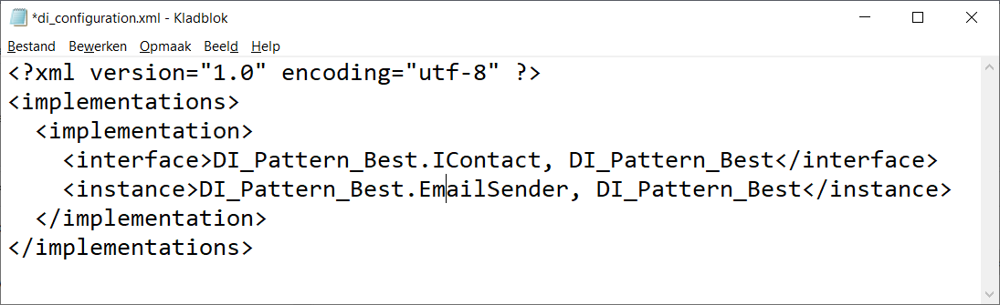 *di_configuration.xml - Kladblok
Bestand Bewerken Opmaak Beeld Help
<?xml version="1.0" encoding="utf-8" ?>
<implementations>
  <implementation>
    <interface>DI_Pattern_Best.IContact, DI_Pattern_Best</interface>
    <instance>DI_Pattern_Best.EmailSender, DI_Pattern_Best</instance>
  </implementation>
</implementations>